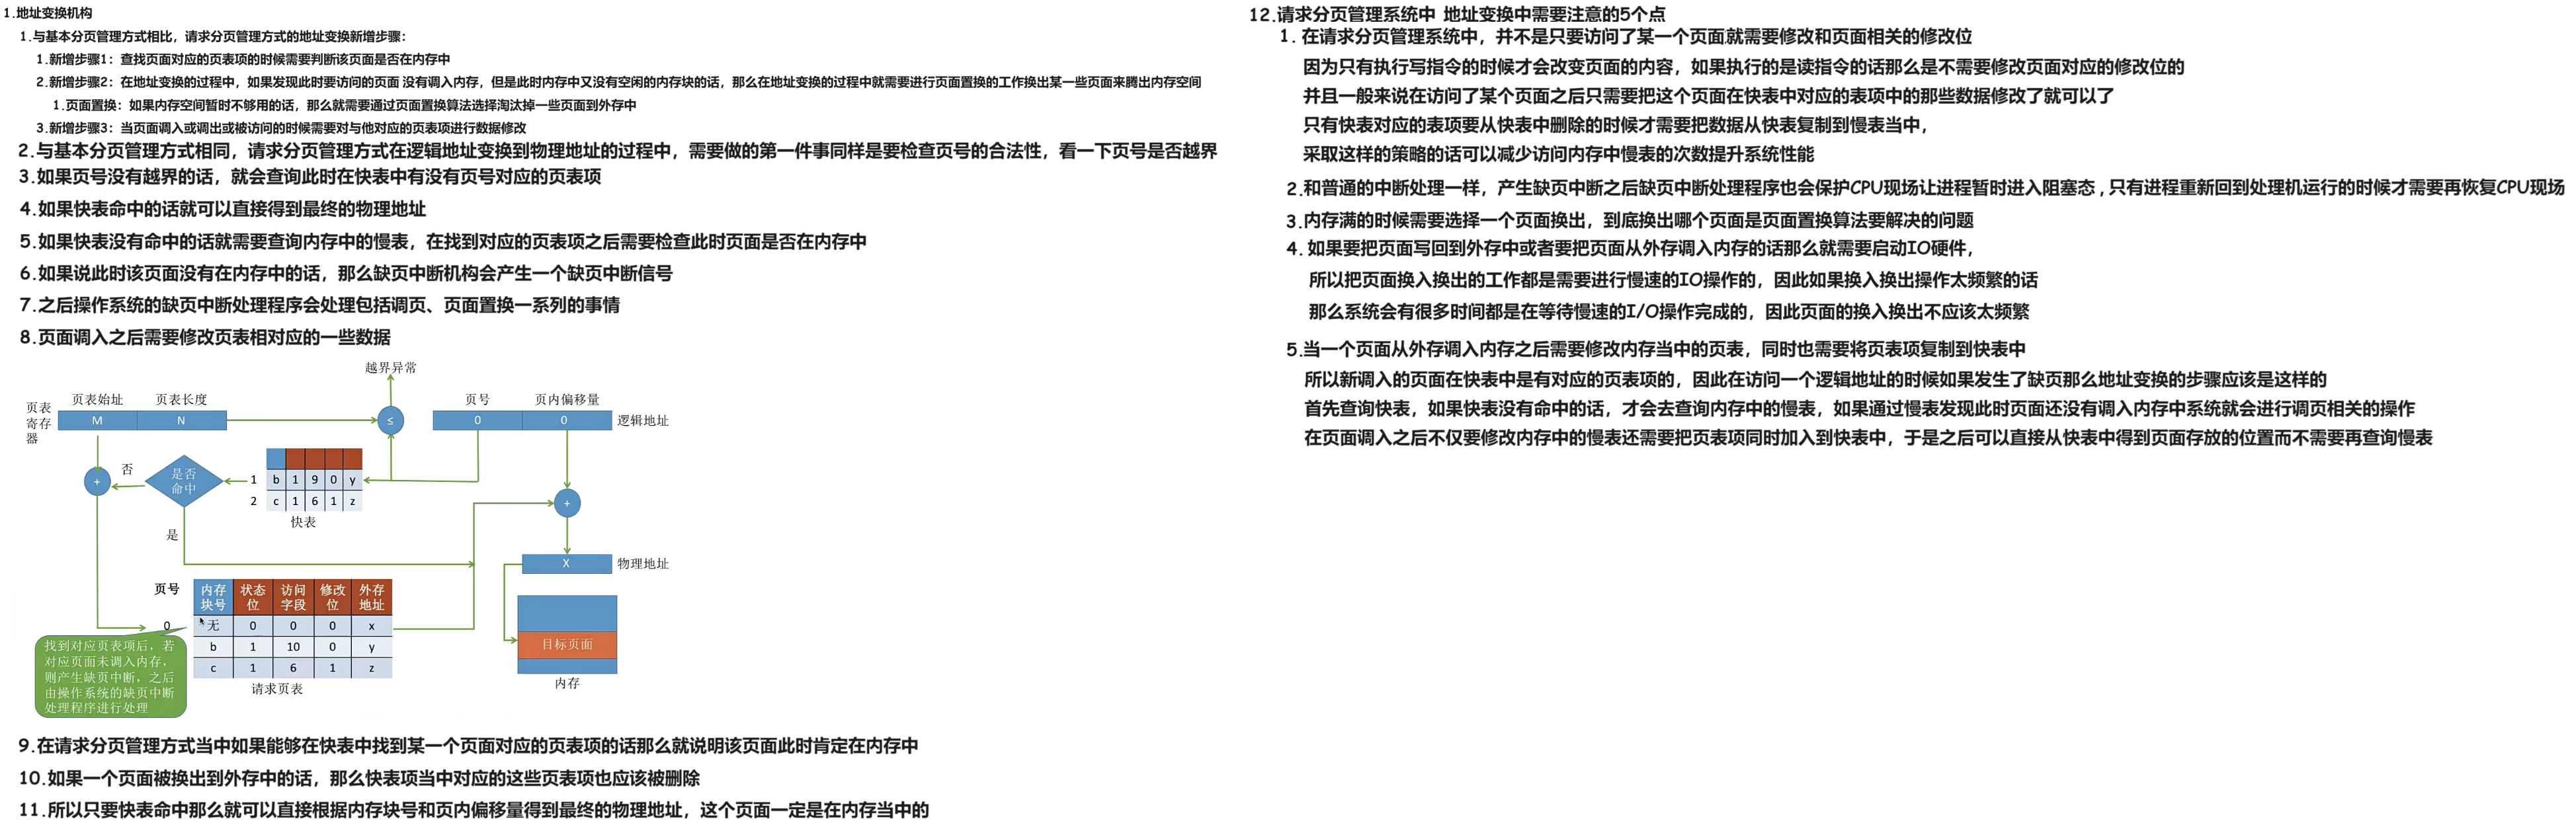 1.地址变换机构
1.与基本分页管理方式相比，请求分页管理方式的地址变换新增步骤：
1.新增步骤1：查找页面对应的页表项的时候需要判断该页面是否在内存中
2.新增步骤2：在地址变换的过程中，如果发现此时要访问的页面 没有调入内存，但是此时内存中又没有空闲的内存块的话，那么在地址变换的过程中就需要进行页面置换的工作换出某一些页面来腾出内存空间
1.页面置换：如果内存空间暂时不够用的话，那么就需要通过页面置换算法选择淘汰掉一些页面到外存中
3.新增步骤3：当页面调入或调出或被访问的时候需要对与他对应的页表项进行数据修改
2.与基本分页管理方式相同，请求分页管理方式在逻辑地址变换到物理地址的过程中，需要做的第一件事同样是要检查页号的合法性，看一下页号是否越界
3.如果页号没有越界的话，就会查询此时在快表中有没有页号对应的页表项
4.如果快表命中的话就可以直接得到最终的物理地址
5.如果快表没有命中的话就需要查询内存中的慢表，在找到对应的页表项之后需要检查此时页面是否在内存中
6.如果说此时该页面没有在内存中的话，那么缺页中断机构会产生一个缺页中断信号
7.之后操作系统的缺页中断处理程序会处理包括调页、页面置换一系列的事情
8.页面调入之后需要修改页表相对应的一些数据
越界异常
页表始址 页表长度
页号 页内偏移量
页表
寄存
器
M N
≤
0 0
逻辑地址
+
否
是否
命中
1 b 1 9 0 y
2 c 1 6 1 z
快表
+
是
X
物理地址
页号
内存块号 状态位 访问字段 修改位 外存地址
0 无 0 0 0 x
b 1 10 0 y
c 1 6 1 z
请求页表
目标页面
内存
找到对应页表项后，若
对应页面未调入内存，
则产生缺页中断，之后
由操作系统的缺页中断
处理程序进行处理
9.在请求分页管理方式当中如果能够在快表中找到某一个页面对应的页表项的话那么就说明该页面此时肯定在内存中
10.如果一个页面被换出到外存中的话，那么快表项当中对应的这些页表项也应该被删除
11.所以只要快表命中那么就可以直接根据内存块号和页内偏移量得到最终的物理地址，这个页面一定是在内存当中的
12.请求分页管理系统中 地址变换中需要注意的5个点
1. 在请求分页管理系统中，并不是只要访问了某一个页面就需要修改和页面相关的修改位
因为只有执行写指令的时候才会改变页面的内容，如果执行的是读指令的话那么是不需要修改页面对应的修改位的
并且一般来说在访问了某个页面之后只需要把这个页面在快表中对应的表项中的那些数据修改了就可以了
只有快表对应的表项要从快表中删除的时候才需要把数据从快表复制到慢表当中，
采取这样的策略的话可以减少访问内存中慢表的次数提升系统性能
2.和普通的中断处理一样，产生缺页中断之后缺页中断处理程序也会保护CPU现场让进程暂时进入阻塞态，只有进程重新回到处理机运行的时候才需要再恢复CPU现场
3.内存满的时候需要选择一个页面换出，到底换出哪个页面是页面置换算法要解决的问题
4. 如果要把页面写回到外存中或者要把页面从外存调入内存的话那么就需要启动IO硬件，
所以把页面换入换出的工作都是需要进行慢速的IO操作的，因此如果换入换出操作太频繁的话
那么系统会有很多时间都是在等待慢速的I/O操作完成的，因此页面的换入换出不应该太频繁
5.当一个页面从外存调入内存之后需要修改内存当中的页表，同时也需要将页表项复制到快表中
所以新调入的页面在快表中是有对应的页表项的，因此在访问一个逻辑地址的时候如果发生了缺页那么地址变换的步骤应该是这样的
首先查询快表，如果快表没有命中的话，才会去查询内存中的慢表，如果通过慢表发现此时页面还没有调入内存中系统就会进行调页相关的操作
在页面调入之后不仅要修改内存中的慢表还需要把页表项同时加入到快表中，于是之后可以直接从快表中得到页面存放的位置而不需要再查询慢表